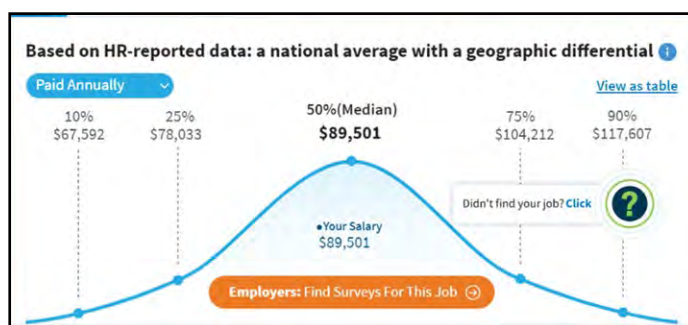 Based on HR-reported data: a national average with a geographic differential i
Paid Annually
View as table
10%
$67,592
25%
$78,033
50%(Median)
$89,501
75%
$104,212
90%
$117,607
Didn't find your job? Click
?
•Your Salary
$89,501
Employers: Find Surveys For This Job